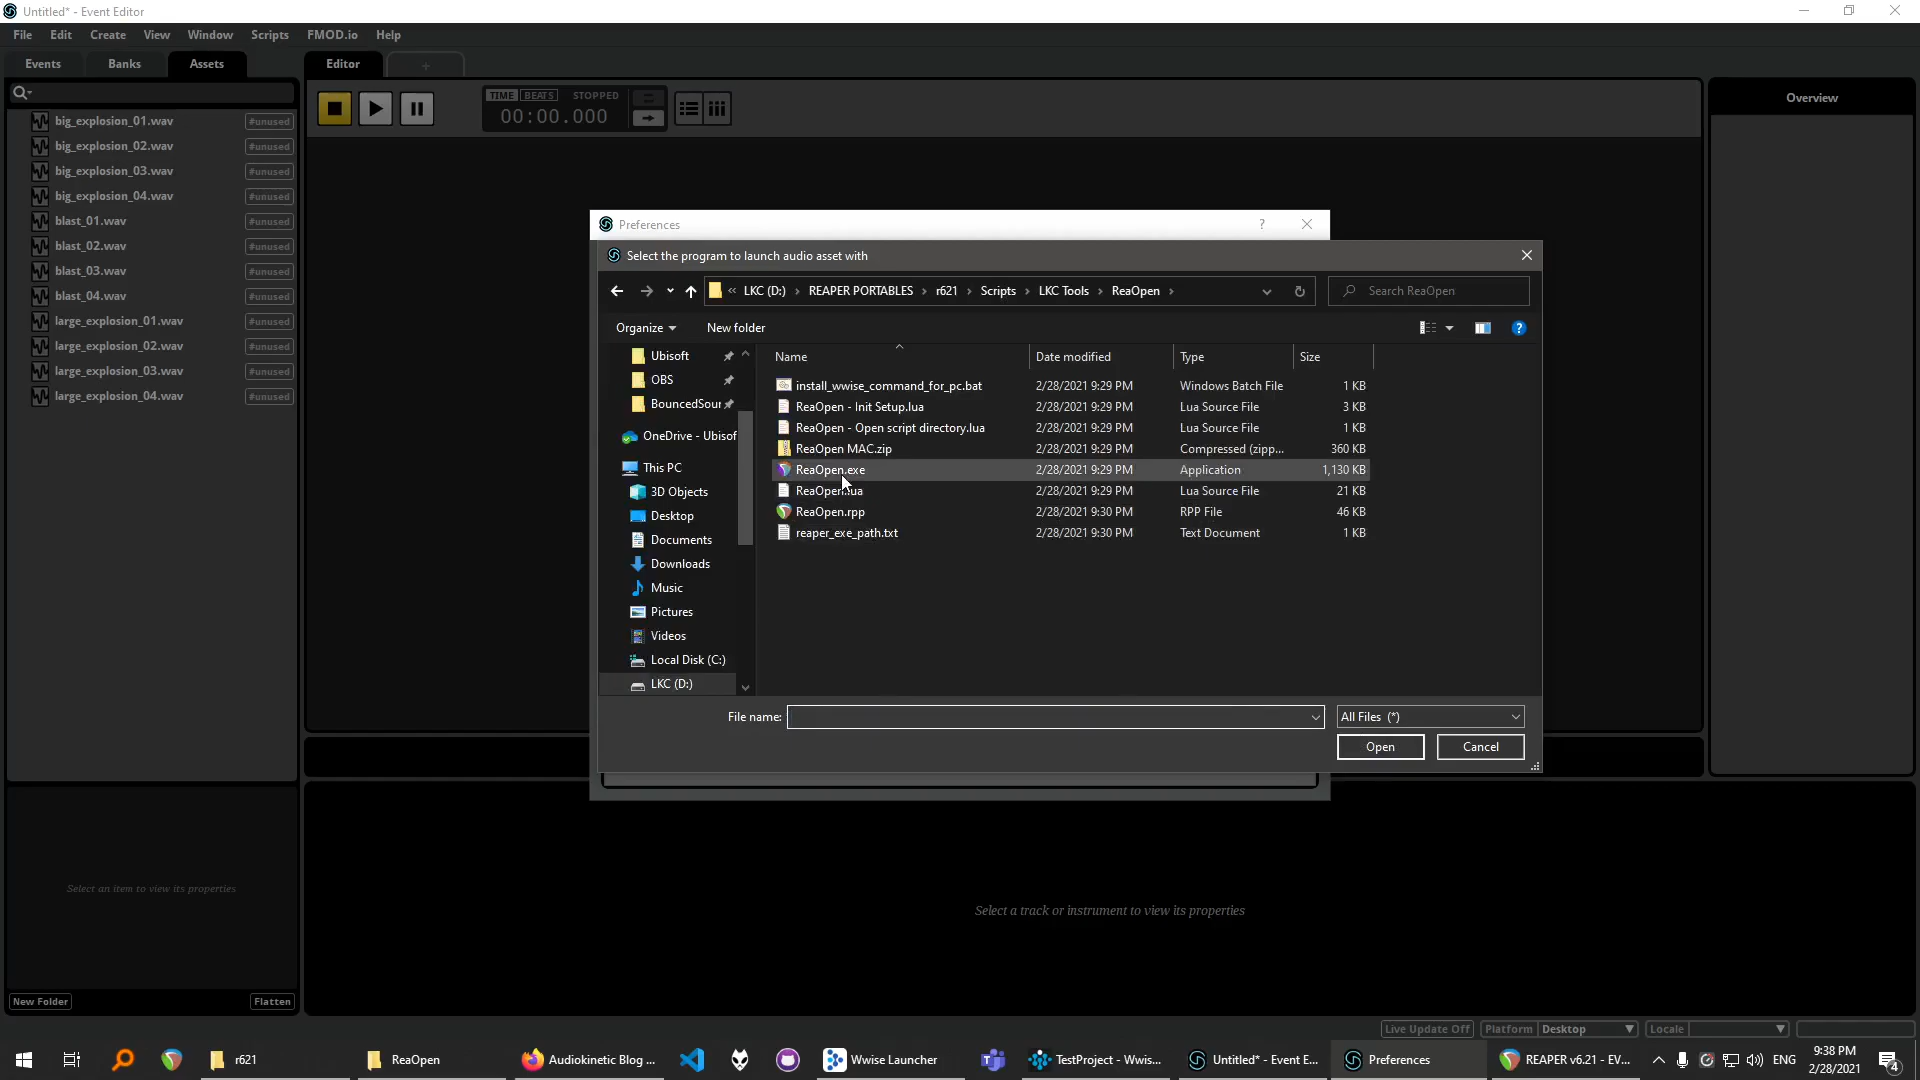 Untitled* - Event Editor
File Edit Create View Window Scripts FMOD.io Help
Events Banks Assets Editor +
big_explosion_01.wav #unused
big_explosion_02.wav #unused
big_explosion_03.wav #unused
big_explosion_04.wav #unused
blast_01.wav #unused
blast_02.wav #unused
blast_03.wav #unused
blast_04.wav #unused
large_explosion_01.wav #unused
large_explosion_02.wav #unused
large_explosion_03.wav #unused
large_explosion_04.wav #unused
TIME BEATS STOPPED
00:00.000
Overview
Preferences ?
Select the program to launch audio asset with
« LKC (D:) › REAPER PORTABLES › r621 › Scripts › LKC Tools › ReaOpen ›
Search ReaOpen
Organize New folder ?
Ubisoft
OBS
BouncedSour
OneDrive - Ubisof
This PC
3D Objects
Desktop
Documents
Downloads
Music
Pictures
Videos
Local Disk (C:)
LKC (D:)
Name Date modified Type Size
install_wwise_command_for_pc.bat 2/28/2021 9:29 PM Windows Batch File 1 KB
ReaOpen - Init Setup.lua 2/28/2021 9:29 PM Lua Source File 3 KB
ReaOpen - Open script directory.lua 2/28/2021 9:29 PM Lua Source File 1 KB
ReaOpen MAC.zip 2/28/2021 9:29 PM Compressed (zipp... 360 KB
ReaOpen.exe 2/28/2021 9:29 PM Application 1,130 KB
ReaOpen.lua 2/28/2021 9:29 PM Lua Source File 21 KB
ReaOpen.rpp 2/28/2021 9:30 PM RPP File 46 KB
reaper_exe_path.txt 2/28/2021 9:30 PM Text Document 1 KB
File name: All Files (*)
Open Cancel
Select an item to view its properties
Select a track or instrument to view its properties
New Folder Flatten
Live Update Off Platform Desktop Locale
r621 ReaOpen Audiokinetic Blog ... Wwise Launcher TestProject - Wwis... Untitled* - Event E... Preferences REAPER v6.21 - EV... ENG 9:38 PM
2/28/2021 4